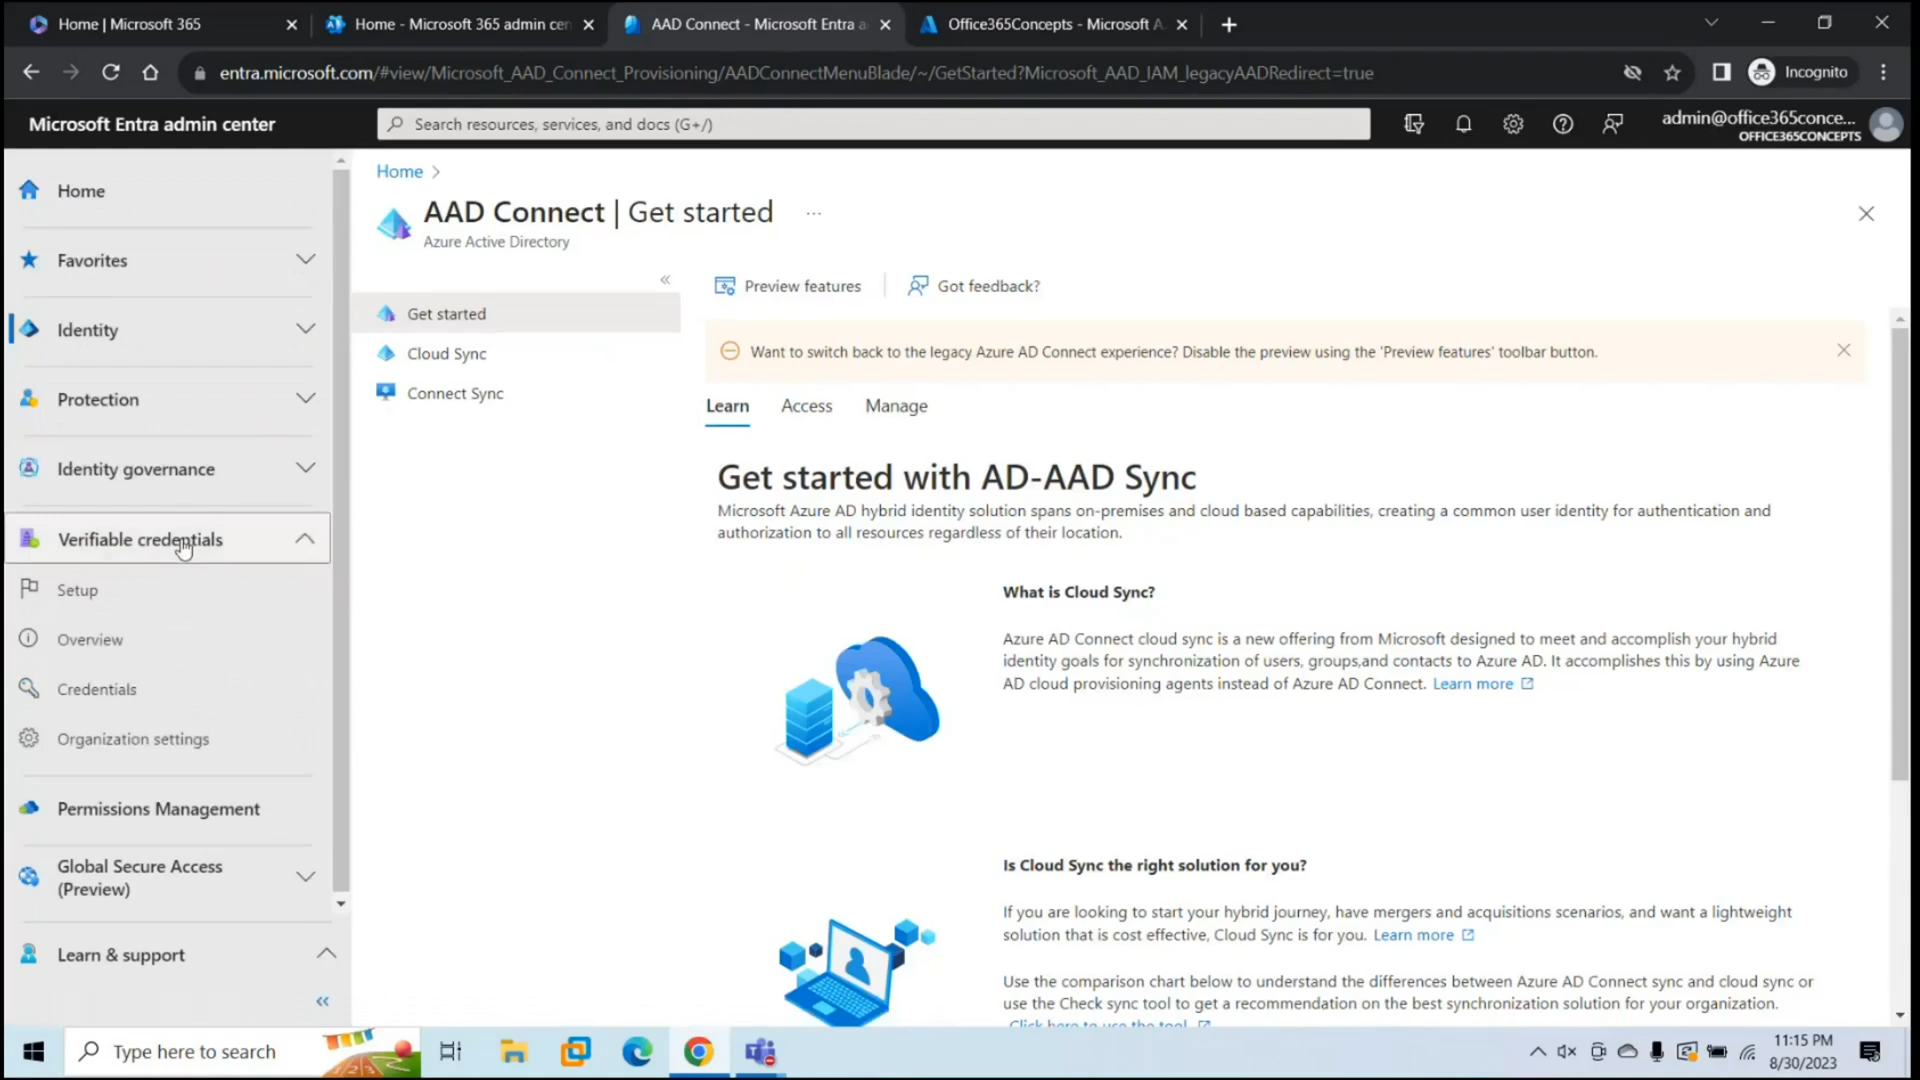 Home | Microsoft 365
Home - Microsoft 365 admin cen
AAD Connect - Microsoft Entra a
Office365Concepts - Microsoft A
entra.microsoft.com/#view/Microsoft_AAD_Connect_Provisioning/AADConnectMenuBlade/~/GetStarted?Microsoft_AAD_IAM_legacyAADRedirect=true
Incognito
Microsoft Entra admin center
Search resources, services, and docs (G+/)
admin@office365conce...
OFFICE365CONCEPTS
Home
Favorites
Identity
Protection
Identity governance
Verifiable credentials
Setup
Overview
Credentials
Organization settings
Permissions Management
Global Secure Access
(Preview)
Learn & support
Home
AAD Connect | Get started
Azure Active Directory
Get started
Cloud Sync
Connect Sync
Preview features
Got feedback?
Want to switch back to the legacy Azure AD Connect experience? Disable the preview using the 'Preview features' toolbar button.
Learn
Access
Manage
Get started with AD-AAD Sync
Microsoft Azure AD hybrid identity solution spans on-premises and cloud based capabilities, creating a common user identity for authentication and
authorization to all resources regardless of their location.
What is Cloud Sync?
Azure AD Connect cloud sync is a new offering from Microsoft designed to meet and accomplish your hybrid
identity goals for synchronization of users, groups,and contacts to Azure AD. It accomplishes this by using Azure
AD cloud provisioning agents instead of Azure AD Connect. Learn more
Is Cloud Sync the right solution for you?
If you are looking to start your hybrid journey, have mergers and acquisitions scenarios, and want a lightweight
solution that is cost effective, Cloud Sync is for you. Learn more
Use the comparison chart below to understand the differences between Azure AD Connect sync and cloud sync or
use the Check sync tool to get a recommendation on the best synchronization solution for your organization.
Click here to use the tool
Type here to search
11:15 PM
8/30/2023